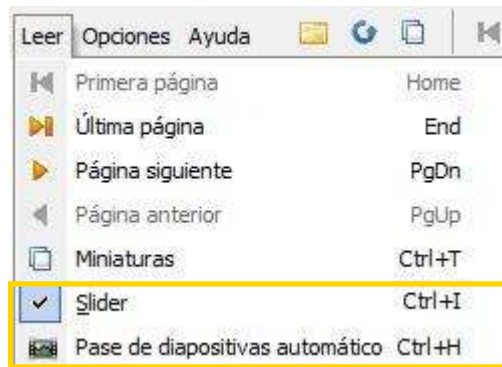 Leer Opciones Ayuda
Primera página Home
Última página End
Página siguiente PgDn
Página anterior PgUp
Miniaturas Ctrl+T
Slider Ctrl+I
Pase de diapositivas automático Ctrl+H